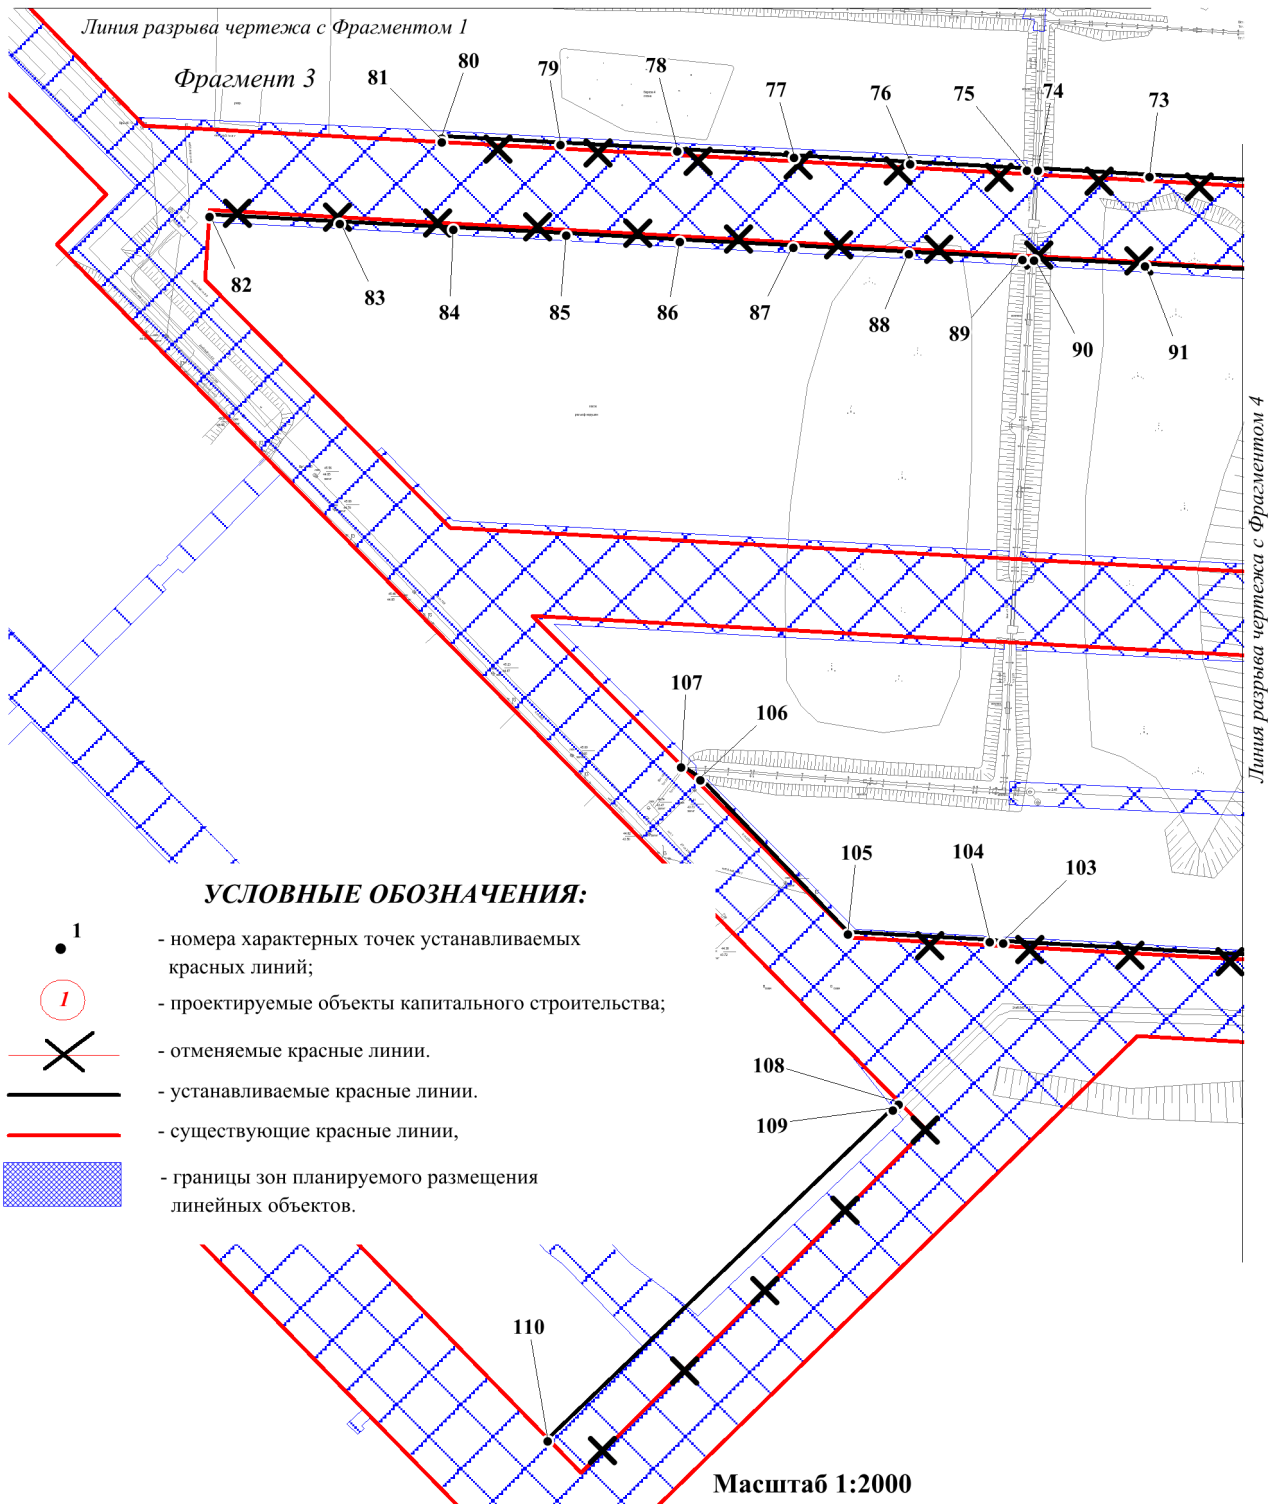 Линия разрыва чертежа с Фрагментом 1
Фрагмент 3
81
80
79
78
77
76
75
74
73
82
83
84
85
86
87
88
89
90
91
Линия разрыва чертежа с Фрагментом 4
107
106
105
104
103
УСЛОВНЫЕ ОБОЗНАЧЕНИЯ:
1
- номера характерных точек устанавливаемых
красных линий;
1
- проектируемые объекты капитального строительства;
- отменяемые красные линии.
- устанавливаемые красные линии.
- существующие красные линии,
- границы зон планируемого размещения
линейных объектов.
108
109
110
Масштаб 1:2000